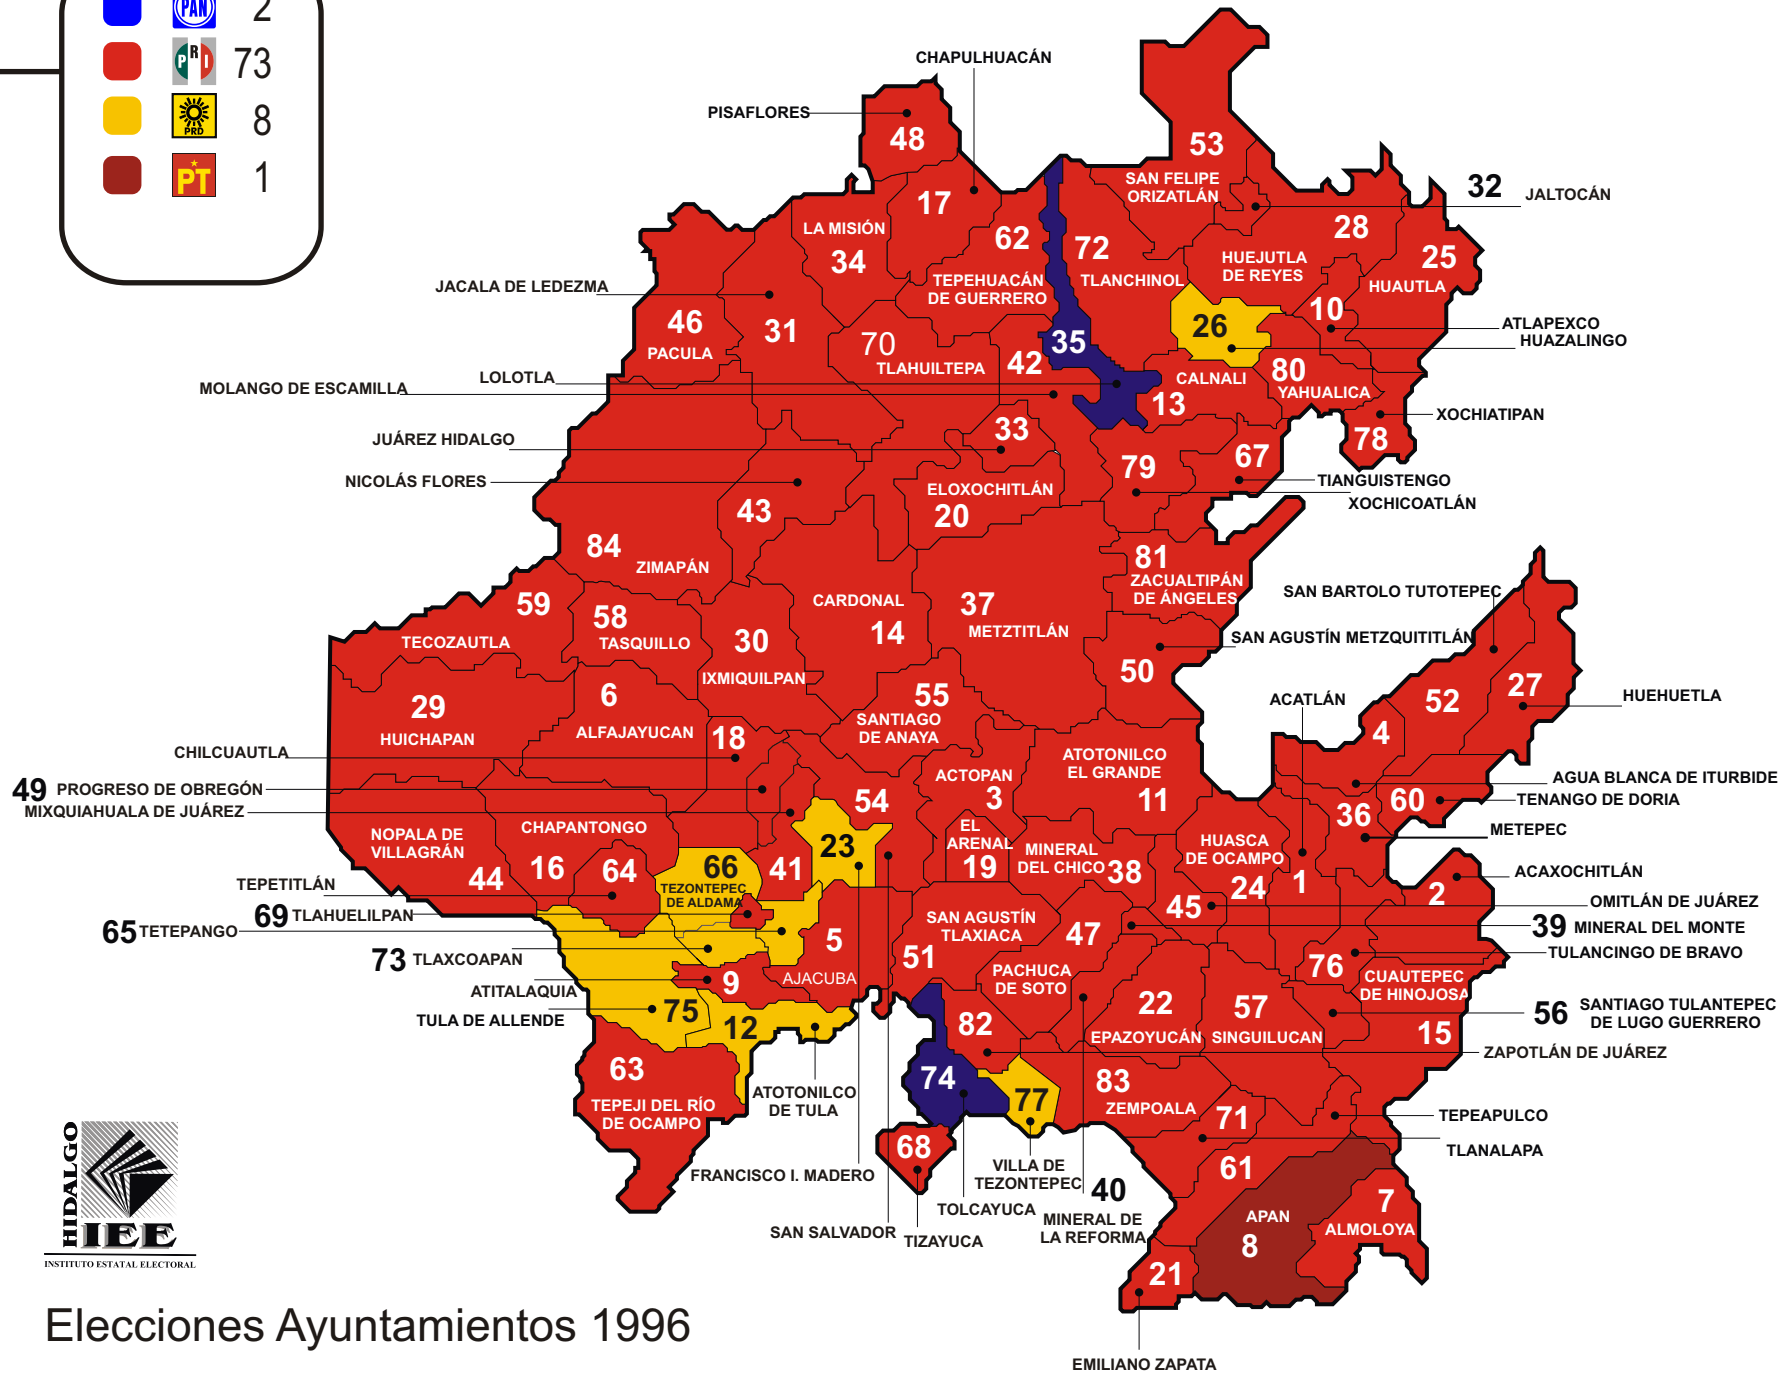 PAN 2
PRI 73
PRD 8
PT 1
CHAPULHUACÁN
PISAFLORES
48
53
SAN FELIPE
ORIZATLÁN
32 JALTOCÁN
17
LA MISIÓN
34
62
TEPEHUACÁN
DE GUERRERO
72
TLANCHINOL
28
HUEJUTLA
DE REYES
25
HUAUTLA
JACALA DE LEDEZMA
46
PACULA
31
70
TLAHUILTEPA
42
35
26
10
ATLAPEXCO
HUAZALINGO
MOLANGO DE ESCAMILLA
LOLOTLA
CALNALI
13
80
YAHUALICA
XOCHIATIPAN
78
JUÁREZ HIDALGO
33
NICOLÁS FLORES
43
ELOXOCHITLÁN
20
79
67
TIANGUISTENGO
XOCHICOATLÁN
84
ZIMAPÁN
81
ZACUALTIPÁN
DE ÁNGELES
59
TECOZAUTLA
58
TASQUILLO
30
IXMIQUILPAN
CARDONAL
14
37
METZTITLÁN
SAN BARTOLO TUTOTEPEC
SAN AGUSTÍN METZQUITITLÁN
50
29
HUICHAPAN
6
ALFAJAYUCAN
18
55
SANTIAGO
DE ANAYA
ACATLÁN
4
52
27
HUEHUETLA
CHILCUAUTLA
49 PROGRESO DE OBREGÓN
MIXQUIAHUALA DE JUÁREZ
54
ACTOPAN
3
ATOTONILCO
EL GRANDE
11
AGUA BLANCA DE ITURBIDE
36
60
TENANGO DE DORIA
METEPEC
NOPALA DE
VILLAGRÁN
44
CHAPANTONGO
16
64
66
TEZONTEPEC
DE ALDAMA
41
23
EL
ARENAL
19
MINERAL
DEL CHICO
38
HUASCA
DE OCAMPO
24
1
2
ACAXOCHITLÁN
TEPETITLÁN
69 TLAHUELILPAN
65 TETEPANGO
73 TLAXCOAPAN
ATITALAQUIA
TULA DE ALLENDE
45
OMITLÁN DE JUÁREZ
39 MINERAL DEL MONTE
TULANCINGO DE BRAVO
5
AJACUBA
9
SAN AGUSTÍN
TLAXIACA
51
47
PACHUCA
DE SOTO
76
CUAUTEPEC
DE HINOJOSA
15
75
12
82
22
EPAZOYUCÁN
57
SINGUILUCAN
56 SANTIAGO TULANTEPEC
DE LUGO GUERRERO
ZAPOTLÁN DE JUÁREZ
63
TEPEJI DEL RÍO
DE OCAMPO
ATOTONILCO
DE TULA
74
77
83
ZEMPOALA
71
TEPEAPULCO
TLANALAPA
68
61
FRANCISCO I. MADERO
VILLA DE
TEZONTEPEC
40
MINERAL DE
LA REFORMA
TOLCAYUCA
SAN SALVADOR
TIZAYUCA
APAN
8
7
ALMOLOYA
21
EMILIANO ZAPATA
HIDALGO
IEE
INSTITUTO ESTATAL ELECTORAL
Elecciones Ayuntamientos 1996